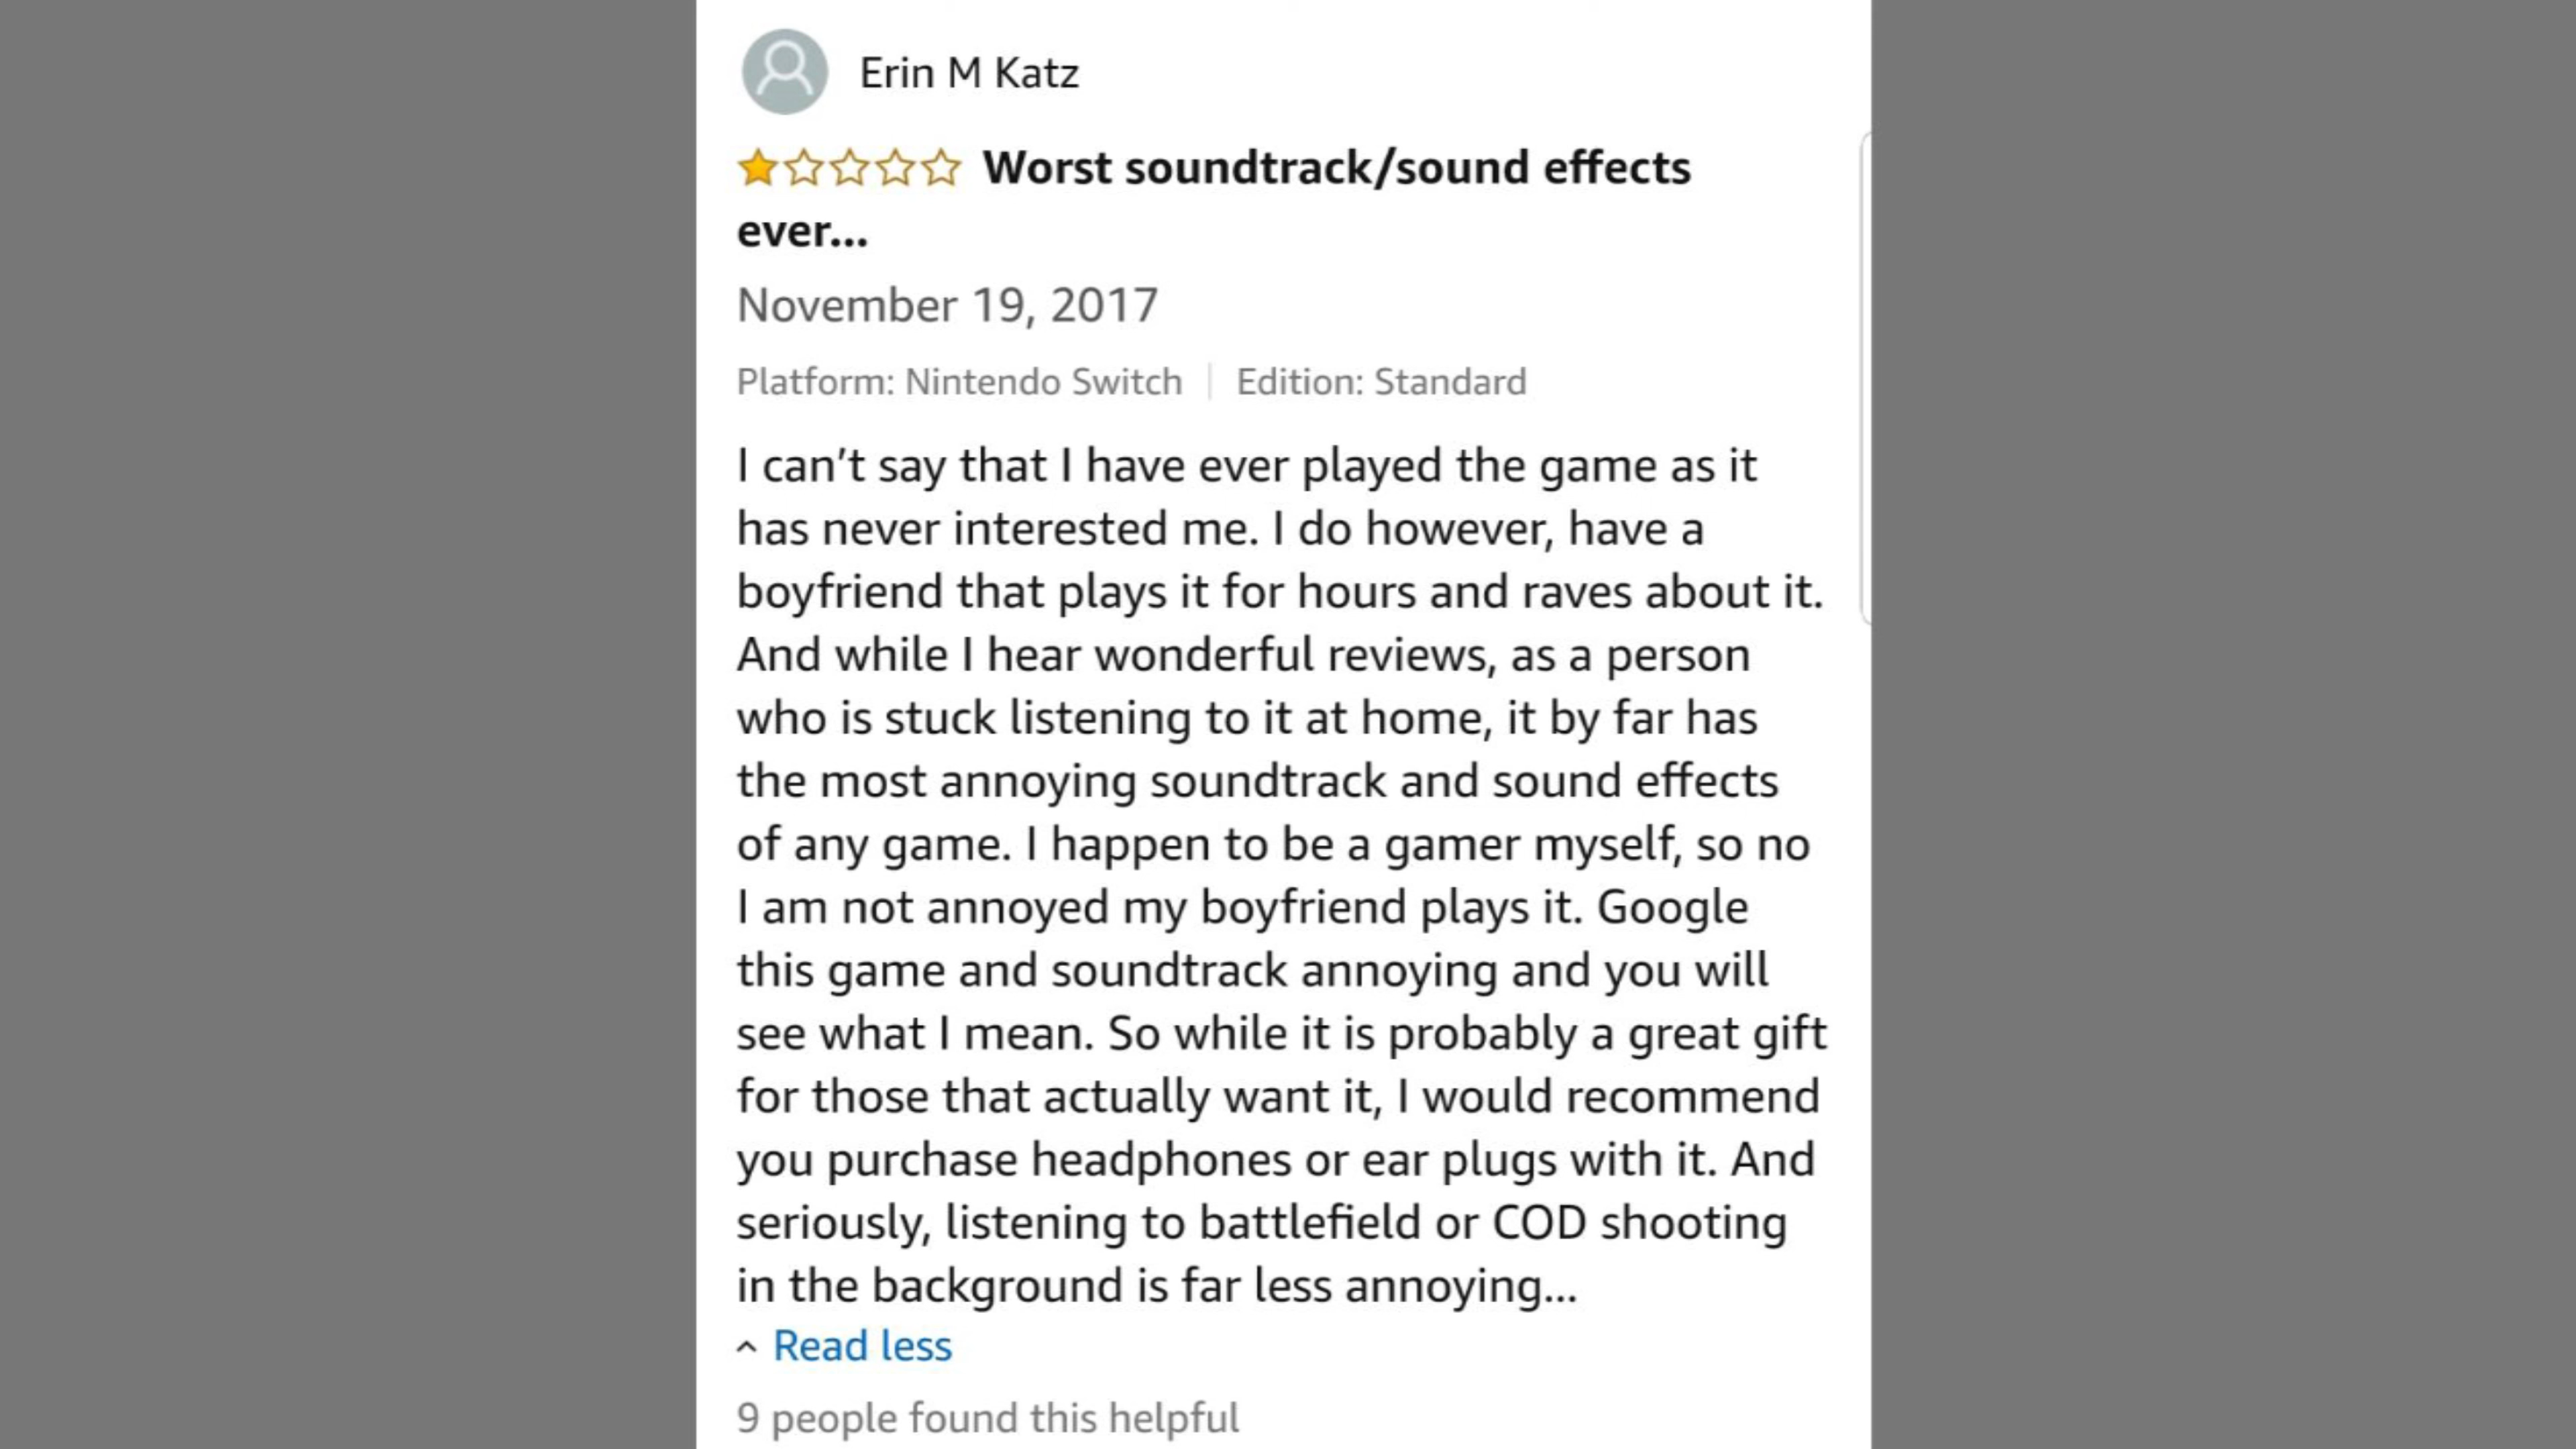 Erin M Katz
Worst soundtrack/sound effects
ever...
November 19, 2017
Platform: Nintendo Switch | Edition: Standard
I can't say that I have ever played the game as it
has never interested me. I do however, have a
boyfriend that plays it for hours and raves about it.
And while I hear wonderful reviews, as a person
who is stuck listening to it at home, it by far has
the most annoying soundtrack and sound effects
of any game. I happen to be a gamer myself, so no
I am not annoyed my boyfriend plays it. Google
this game and soundtrack annoying and you will
see what I mean. So while it is probably a great gift
for those that actually want it, I would recommend
you purchase headphones or ear plugs with it. And
seriously, listening to battlefield or COD shooting
in the background is far less annoying...
Read less
9 people found this helpful